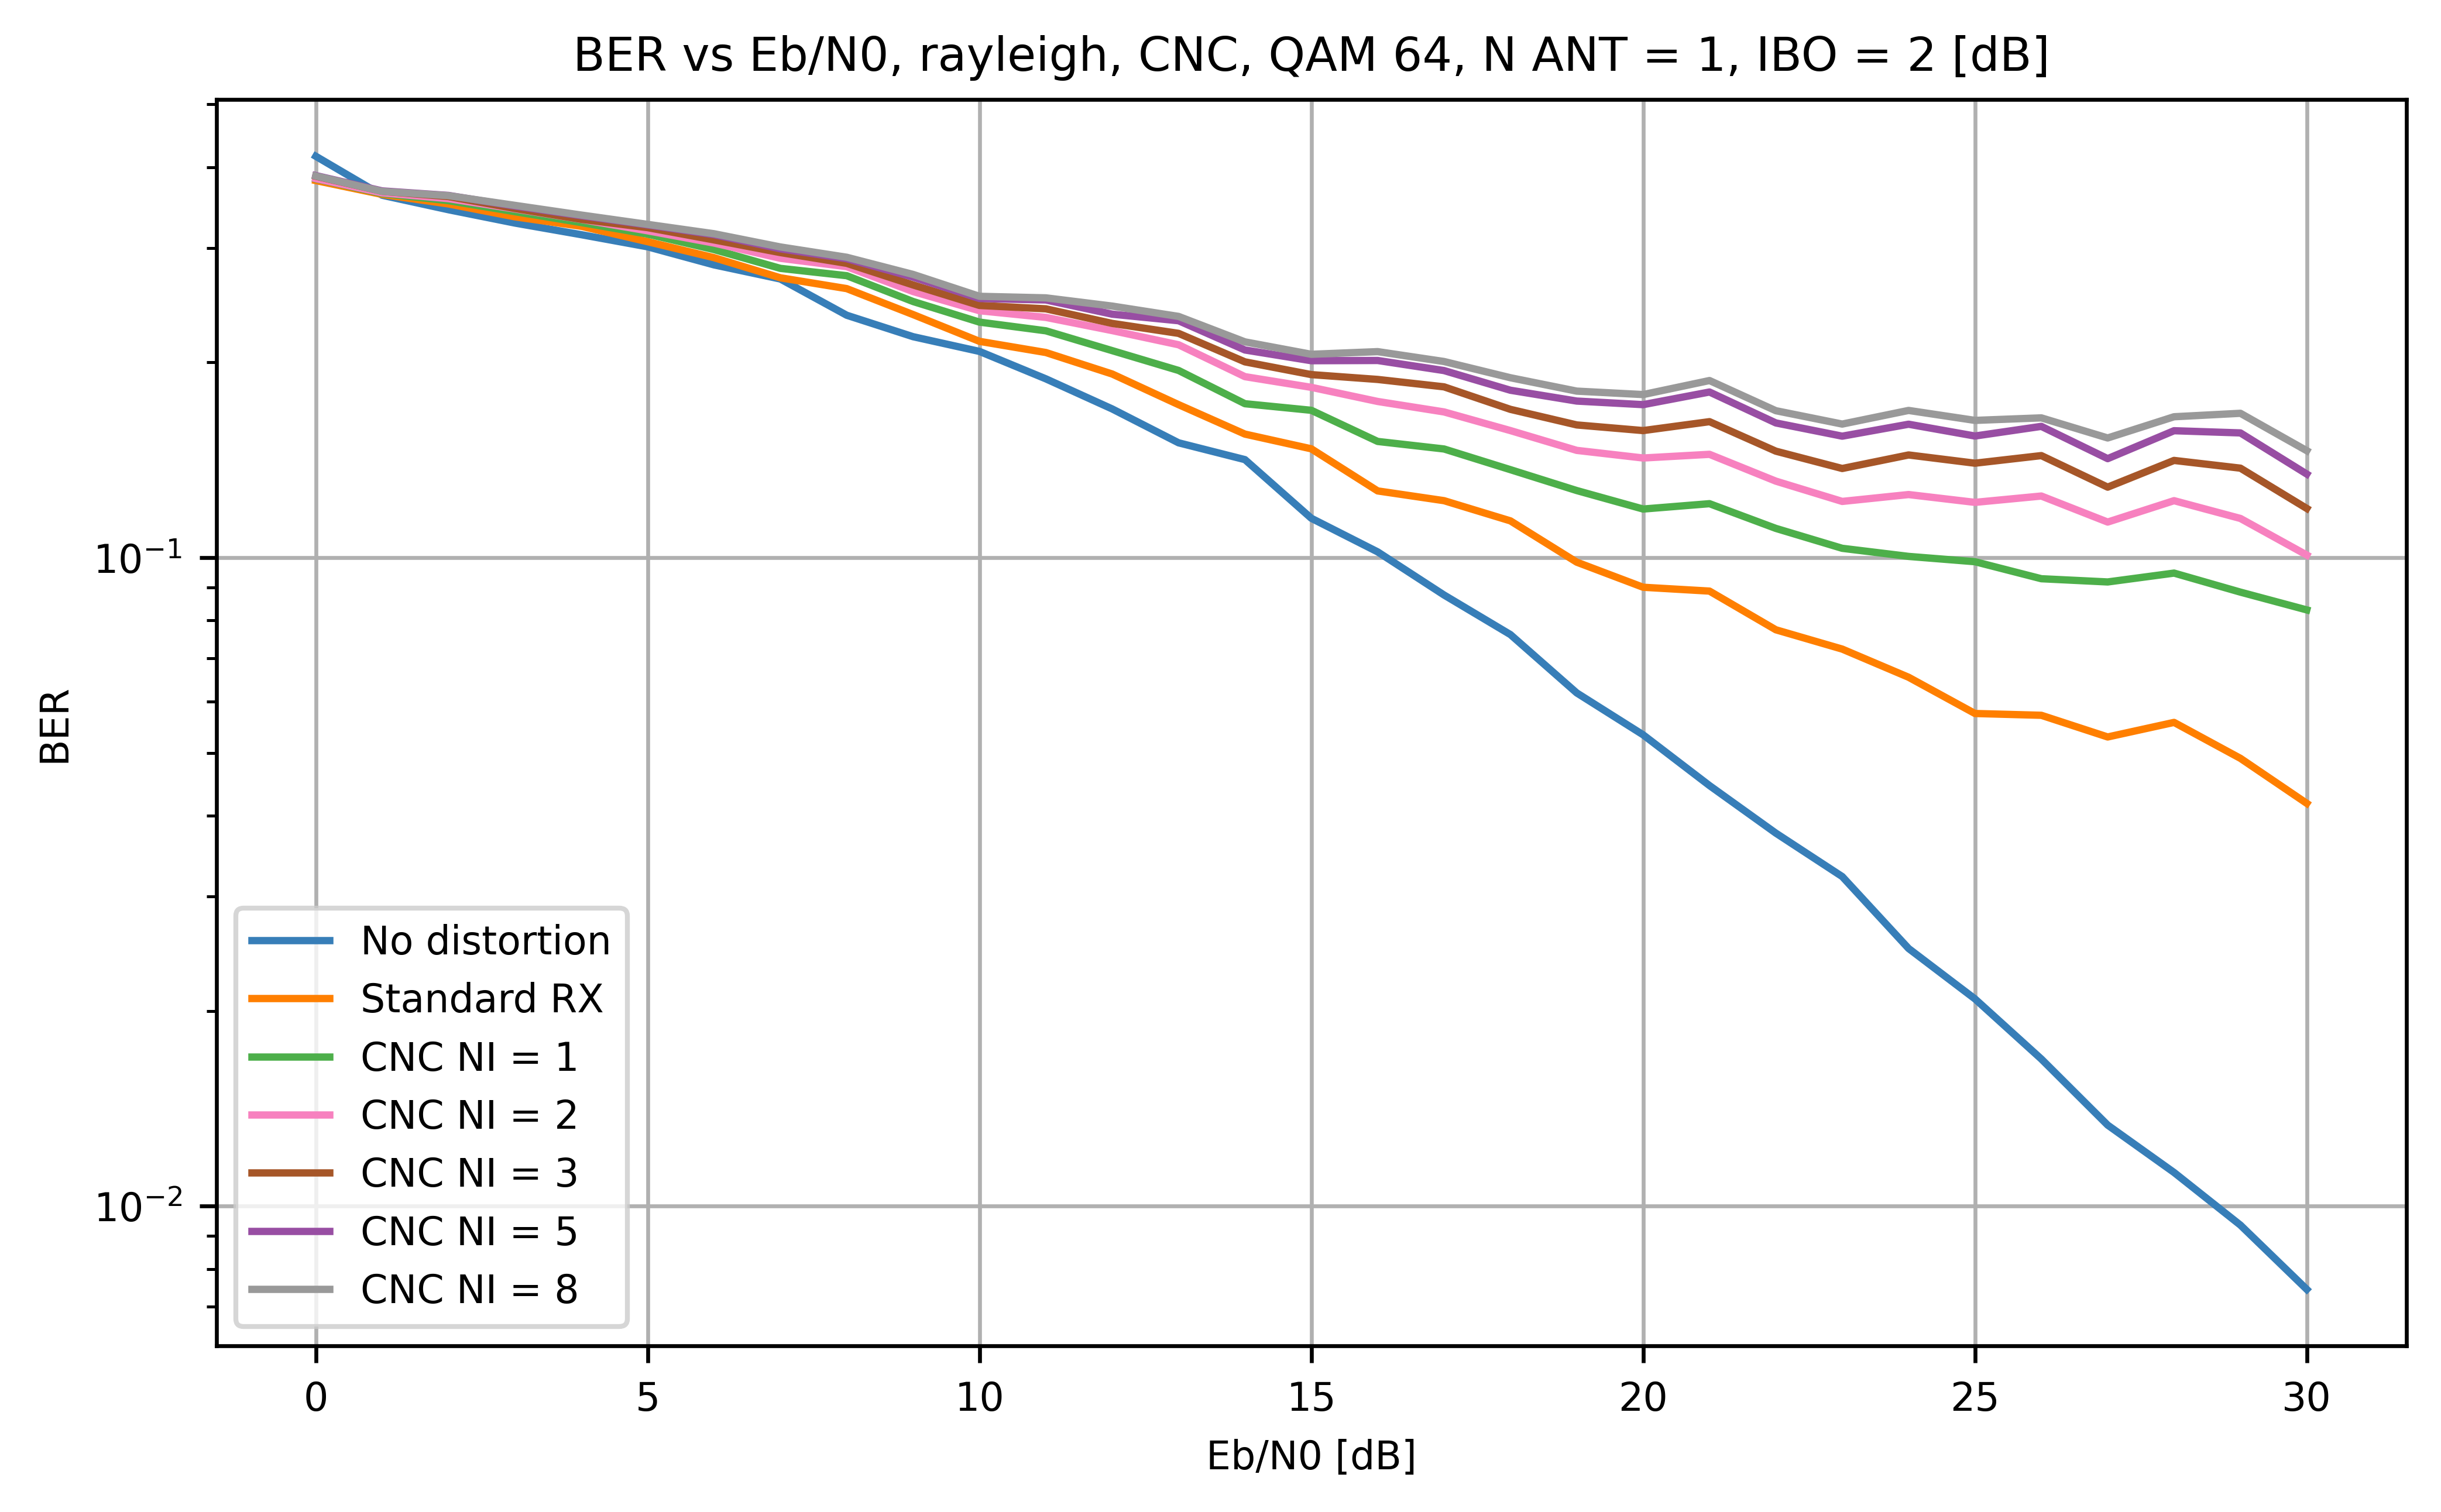 BER vs Eb/N0, rayleigh, CNC, QAM 64, N ANT = 1, IBO = 2 [dB]
BER
10⁻¹
10⁻²
No distortion
Standard RX
CNC NI = 1
CNC NI = 2
CNC NI = 3
CNC NI = 5
CNC NI = 8
0 5 10 15 20 25 30
Eb/N0 [dB]